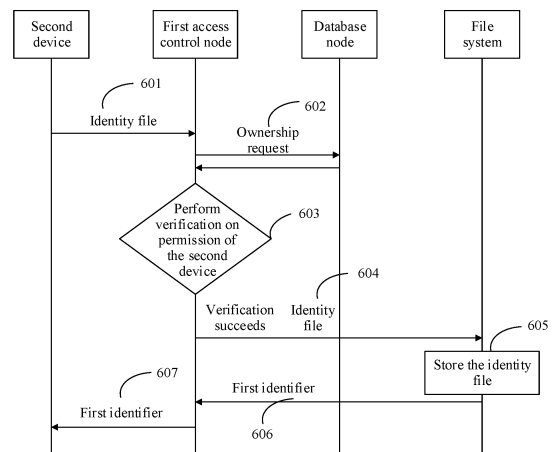 Second
device
First access
control node
Database
node
File
system
601
Identity file
602
Ownership
request
Perform
verification on
permission of
the second
device
603
604
Verification
succeeds
Identity
file
605
Store the identity
file
607
First identifier
First identifier
606